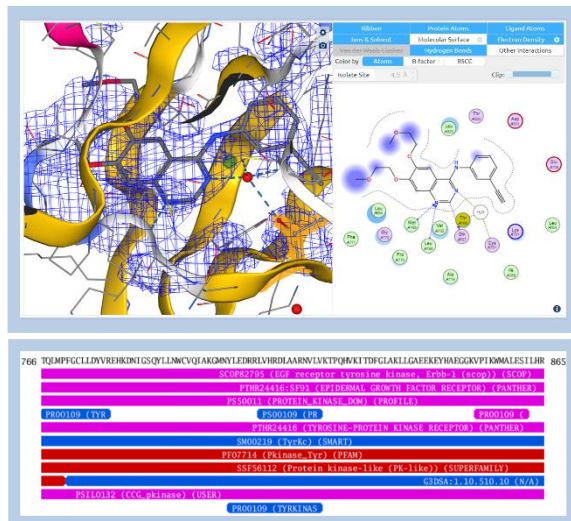 Ribbon Protein Atoms Ligand Atoms
Ions & Solvent Molecular Surface Electron Density
Van der Waals Clashes Hydrogen Bonds Other Interactions
Color by Atoms B-factor RSCC
Isolate Site 4.5 Å Clip:
766 TQLMPFGCLLDYVREHKDNIGSQYLLNWCVQIAKGMNYLEDRRLVHRDLAARNVLVKTPQHVKITDFGLAKLLGAEEKEYHAEGGKVPIKWMALESILHR 865
SCOP82795 (EGF receptor tyrosine kinase, Erbb-1 (scop)) (SCOP)
PTHR24416:SF91 (EPIDERMAL GROWTH FACTOR RECEPTOR) (PANTHER)
PS50011 (PROTEIN_KINASE_DOM) (PROFILE)
PR00109 (TYR PS00109 (PR PR00109 (
PTHR24416 (TYROSINE-PROTEIN KINASE RECEPTOR) (PANTHER)
SM00219 (TyrKc) (SMART)
PF07714 (Pkinase_Tyr) (PFAM)
SSF56112 (Protein kinase-like (PK-like)) (SUPERFAMILY)
G3DSA:1.10.510.10 (N/A)
PSIL0132 (CCG_pkinase) (USER)
PR00109 (TYRKINAS